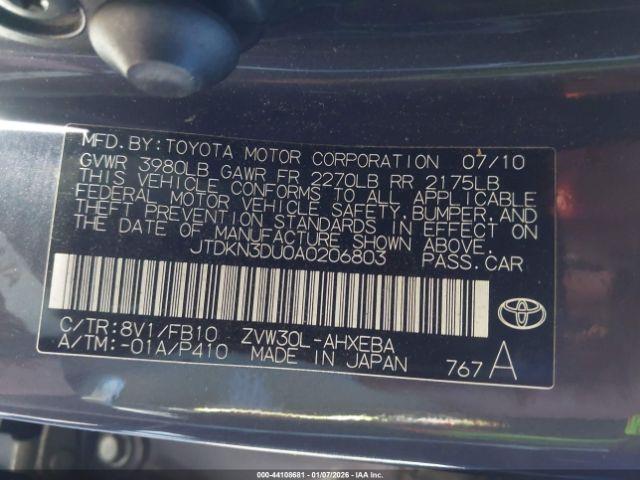 MFD.BY:TOYOTA MOTOR CORPORATION 07/10
GVWR 3980LB GAWR FR 2270LB RR 2175LB
THIS VEHICLE CONFORMS TO ALL APPLICABLE
FEDERAL MOTOR VEHICLE SAFETY,BUMPER,AND
THEFT PREVENTION STANDARDS IN EFFECT ON
THE DATE OF MANUFACTURE SHOWN ABOVE.
JTDKN3DU0A0206803 PASS.CAR
C/TR:8V1/FB10 ZVW30L-AHXEBA
A/TM:-01A/P410 MADE IN JAPAN
767 A
000-44108681 | 01/07/2026 - IAA Inc.